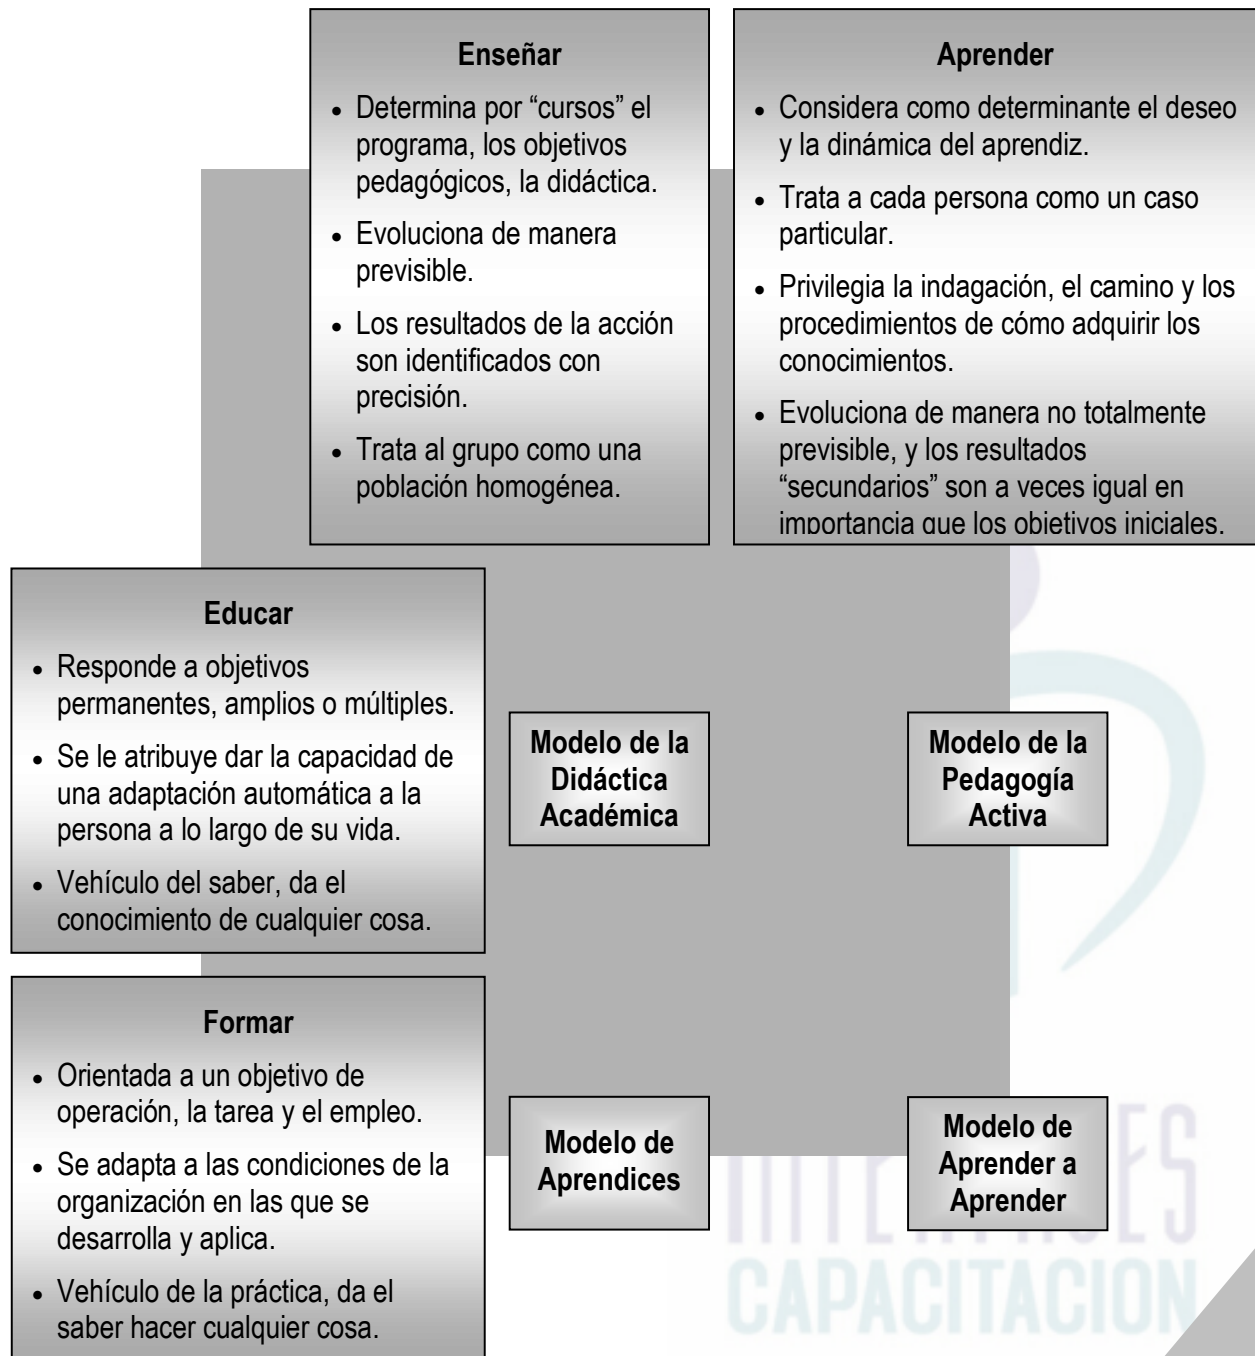 Enseñar
• Determina por “cursos” el
programa, los objetivos
pedagógicos, la didáctica.
• Evoluciona de manera
previsible.
• Los resultados de la acción
son identificados con
precisión.
• Trata al grupo como una
población homogénea.
Aprender
• Considera como determinante el deseo
y la dinámica del aprendiz.
• Trata a cada persona como un caso
particular.
• Privilegia la indagación, el camino y los
procedimientos de cómo adquirir los
conocimientos.
• Evoluciona de manera no totalmente
previsible, y los resultados
“secundarios” son a veces igual en
importancia que los objetivos iniciales.
Educar
• Responde a objetivos
permanentes, amplios o múltiples.
• Se le atribuye dar la capacidad de
una adaptación automática a la
persona a lo largo de su vida.
• Vehículo del saber, da el
conocimiento de cualquier cosa.
Modelo de la
Didáctica
Académica
Modelo de la
Pedagogía
Activa
Formar
• Orientada a un objetivo de
operación, la tarea y el empleo.
• Se adapta a las condiciones de la
organización en las que se
desarrolla y aplica.
• Vehículo de la práctica, da el
saber hacer cualquier cosa.
Modelo de
Aprendices
Modelo de
Aprender a
Aprender
CAPACITACION